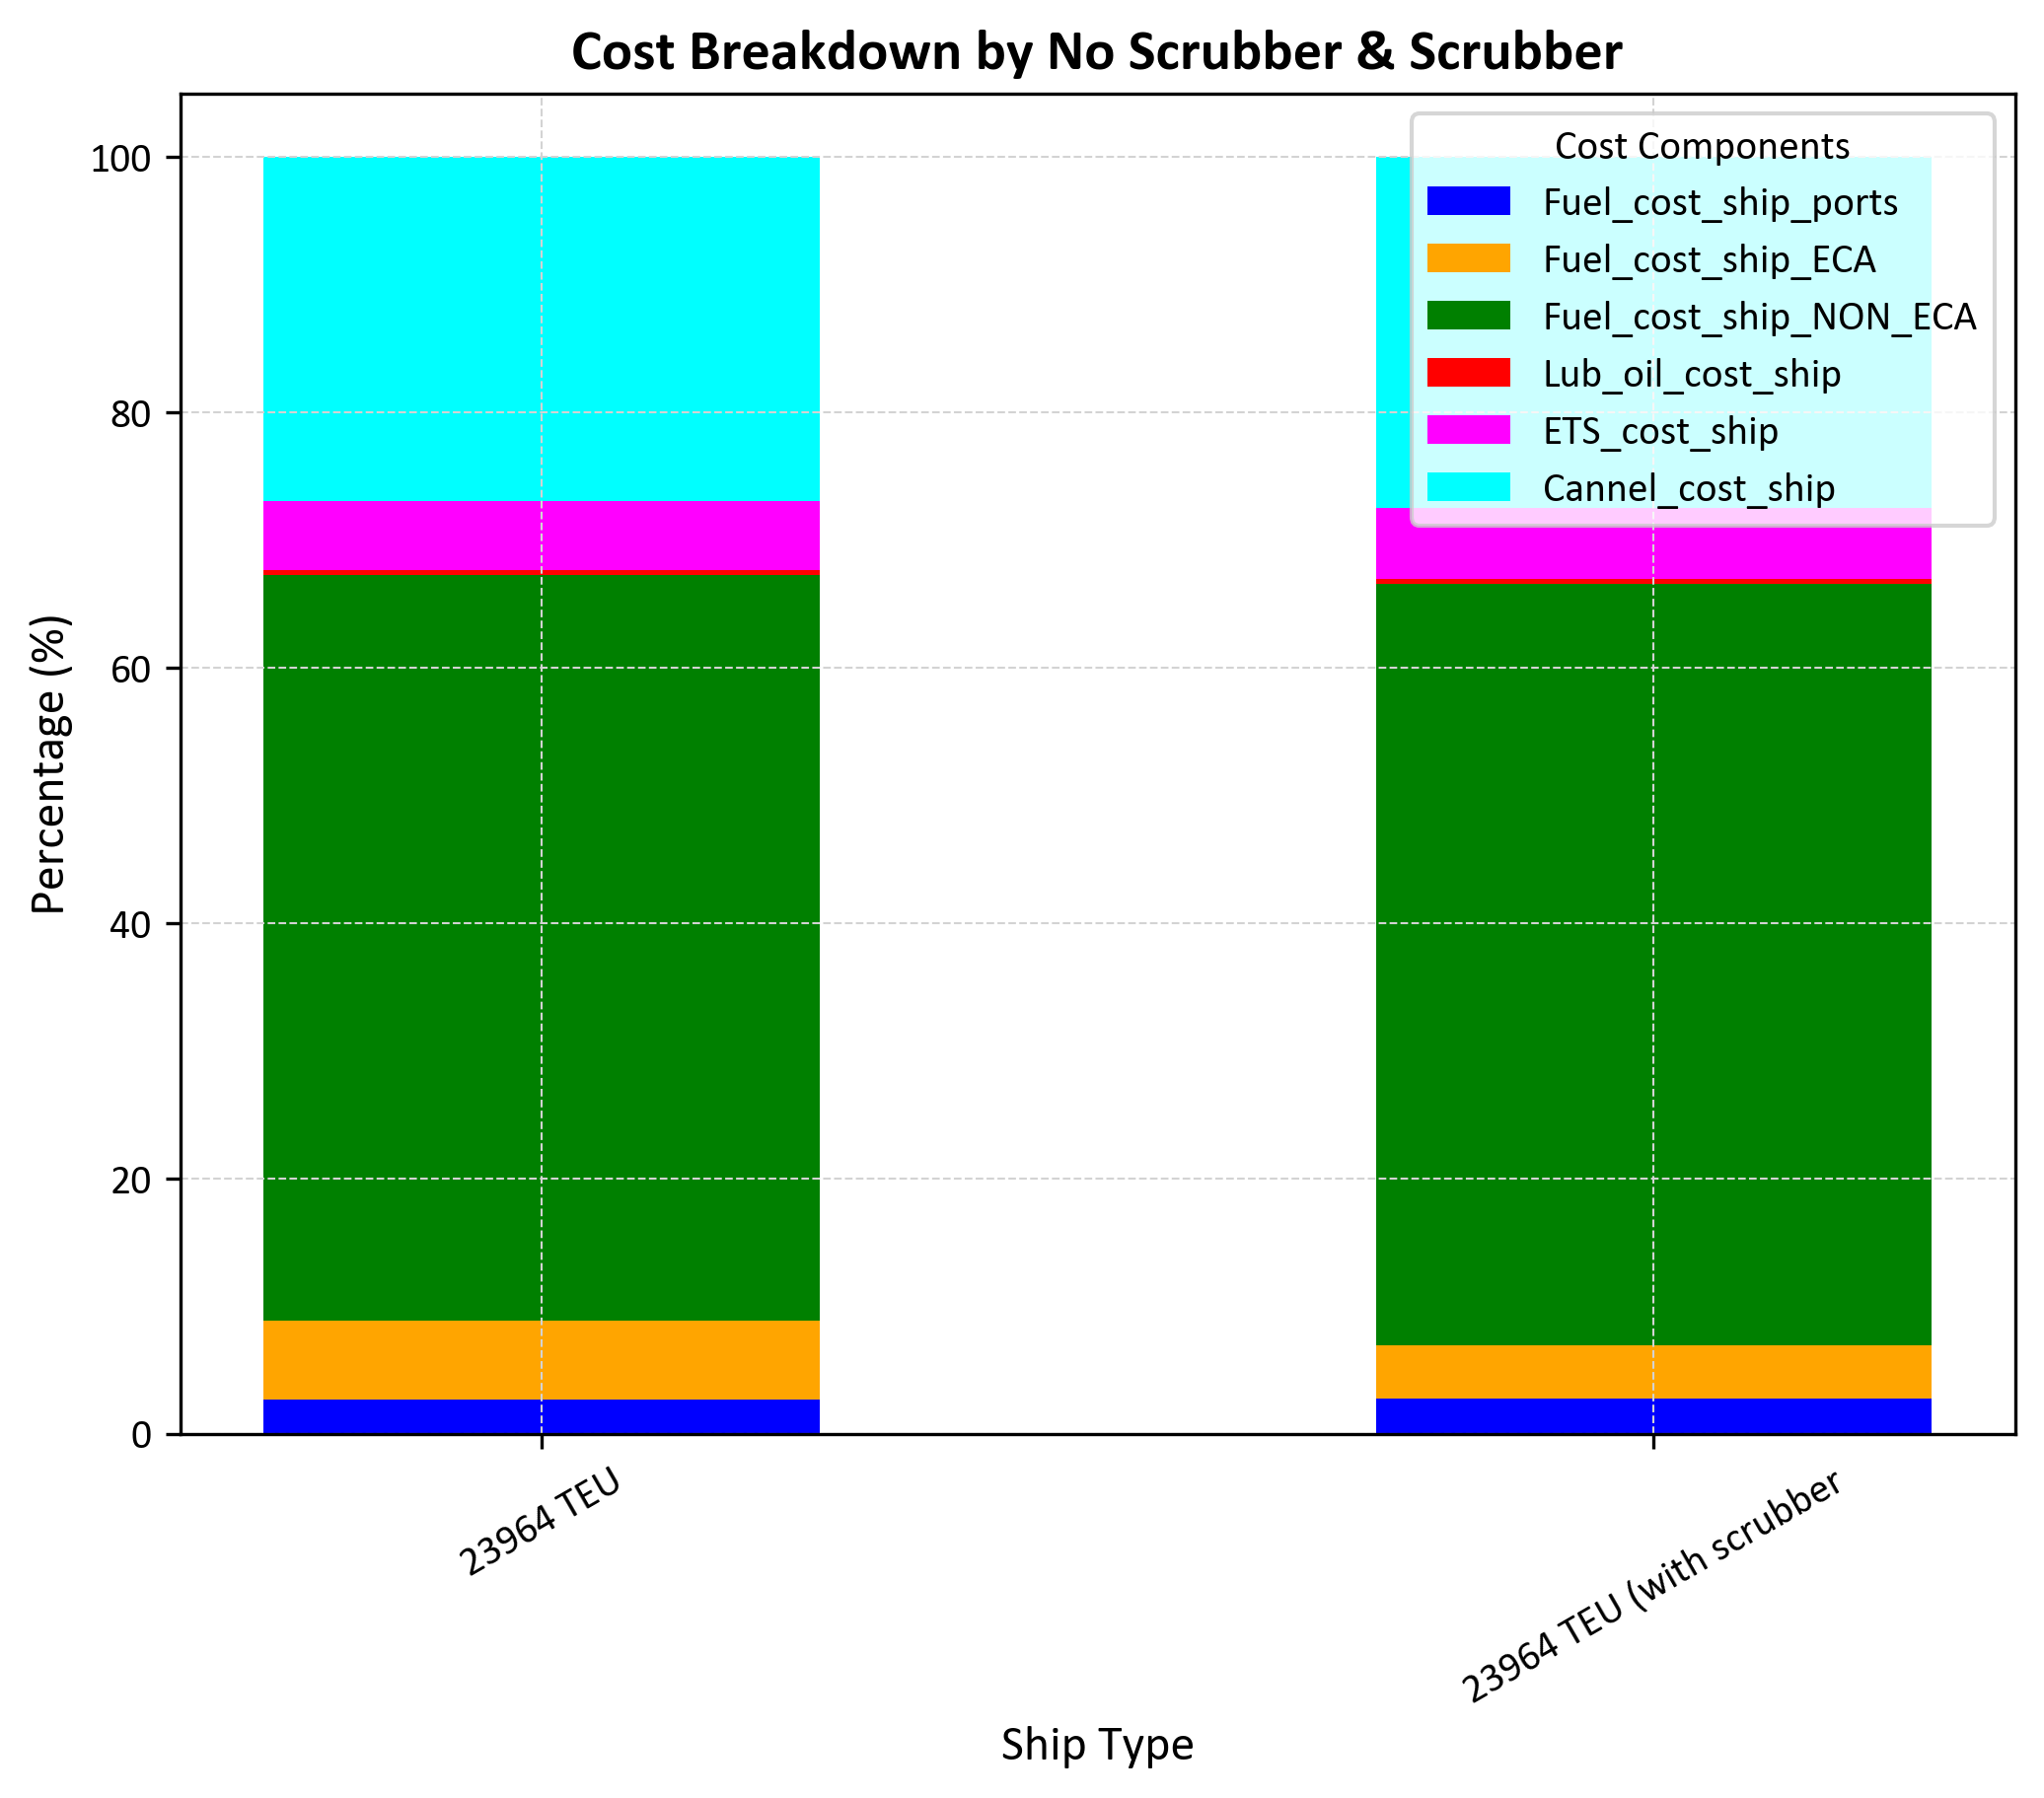 Cost Breakdown by No Scrubber & Scrubber
Cost Components
Fuel_cost_ship_ports
Fuel_cost_ship_ECA
Fuel_cost_ship_NON_ECA
Lub_oil_cost_ship
ETS_cost_ship
Cannel_cost_ship
Percentage (%)
100
80
60
40
20
0
23964 TEU
23964 TEU (with scrubber
Ship Type